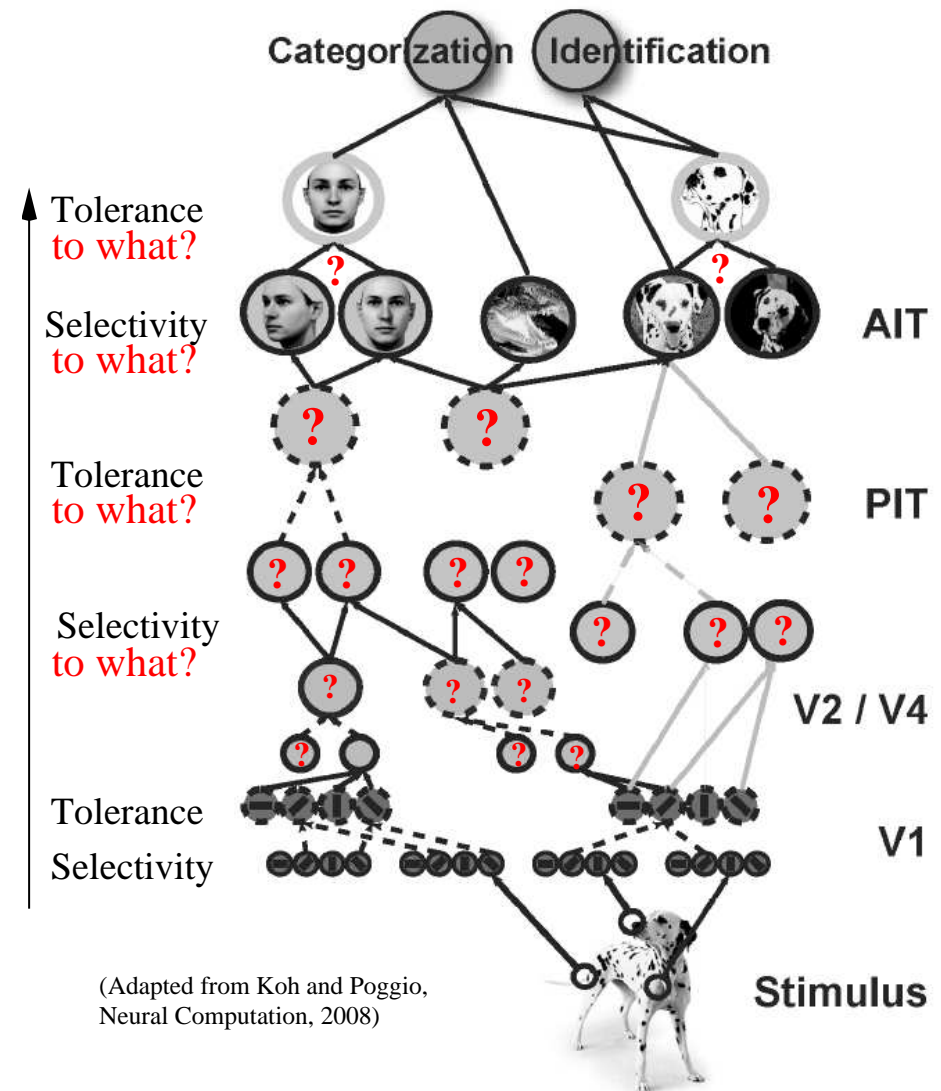 Categorization Identification
Tolerance
to what?
?
?
Selectivity
to what?
AIT
?
?
Tolerance
to what?
?
?
PIT
?
?
?
?
Selectivity
to what?
?
?
?
?
?
?
V2 / V4
?
?
?
Tolerance
V1
Selectivity
(Adapted from Koh and Poggio,
Neural Computation, 2008)
Stimulus